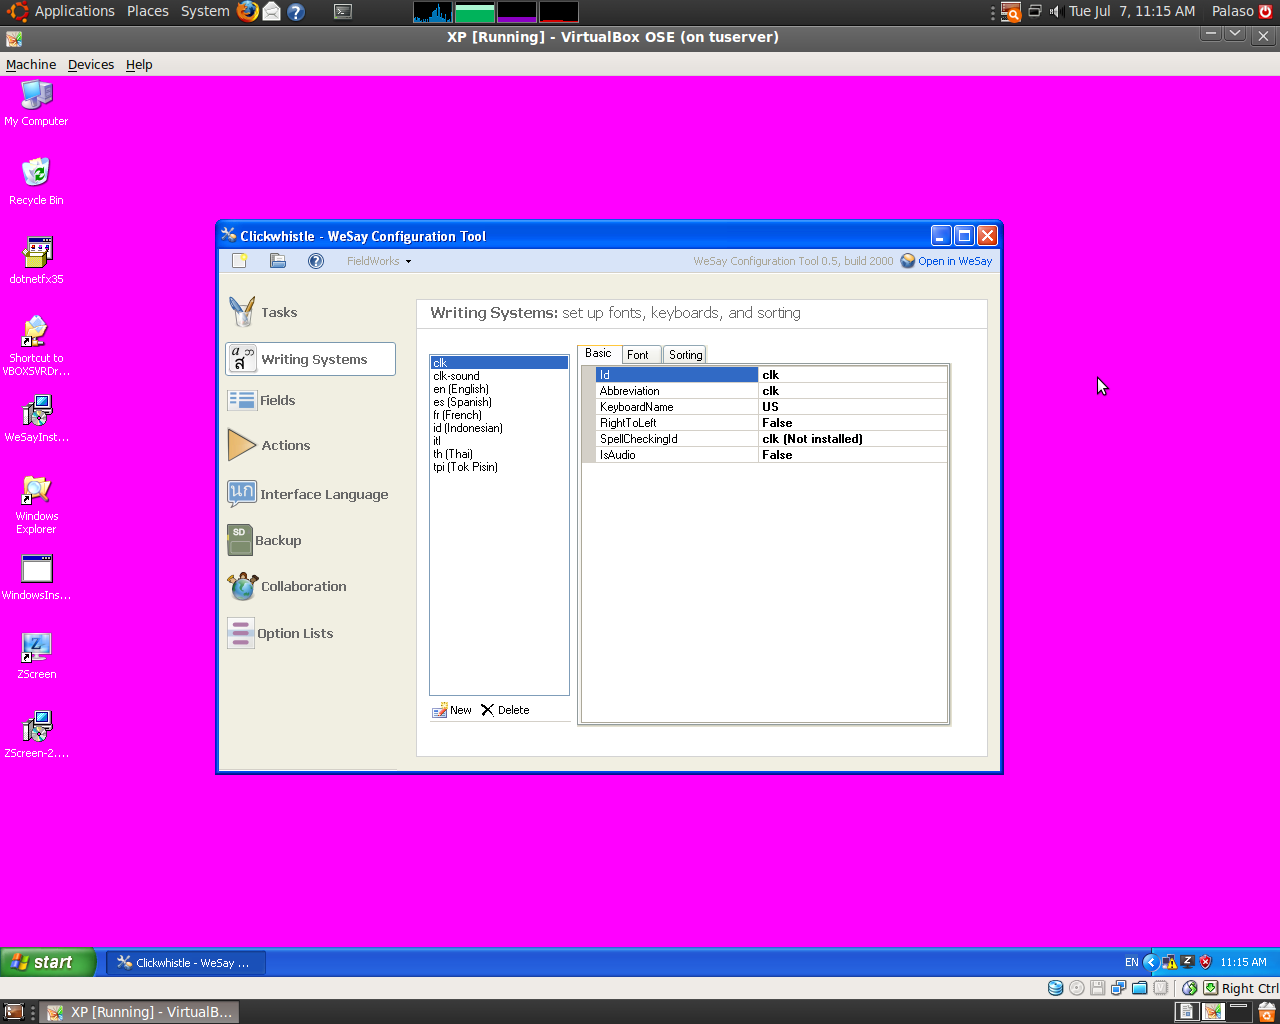 Applications Places System
Tue Jul 7, 11:15 AM Palaso
XP [Running] - VirtualBox OSE (on tuserver)
Machine Devices Help
My Computer
Recycle Bin
dotnetfx35
Shortcut to
VBOXSVRDr...
WeSayInst...
Windows
Explorer
WindowsIns...
ZScreen
ZScreen-2....
Clickwhistle - WeSay Configuration Tool
FieldWorks
WeSay Configuration Tool 0.5, build 2000
Open in WeSay
Tasks
Writing Systems
Fields
Actions
Interface Language
SD
Backup
Collaboration
Option Lists
Writing Systems: set up fonts, keyboards, and sorting
clk
clk-sound
en (English)
es (Spanish)
fr (French)
id (Indonesian)
itl
th (Thai)
tpi (Tok Pisin)
New Delete
Basic Font Sorting
Id clk
Abbreviation clk
KeyboardName US
RightToLeft False
SpellCheckingId clk (Not installed)
IsAudio False
start
Clickwhistle - WeSay ...
EN
11:15 AM
Right Ctrl
XP [Running] - VirtualB...